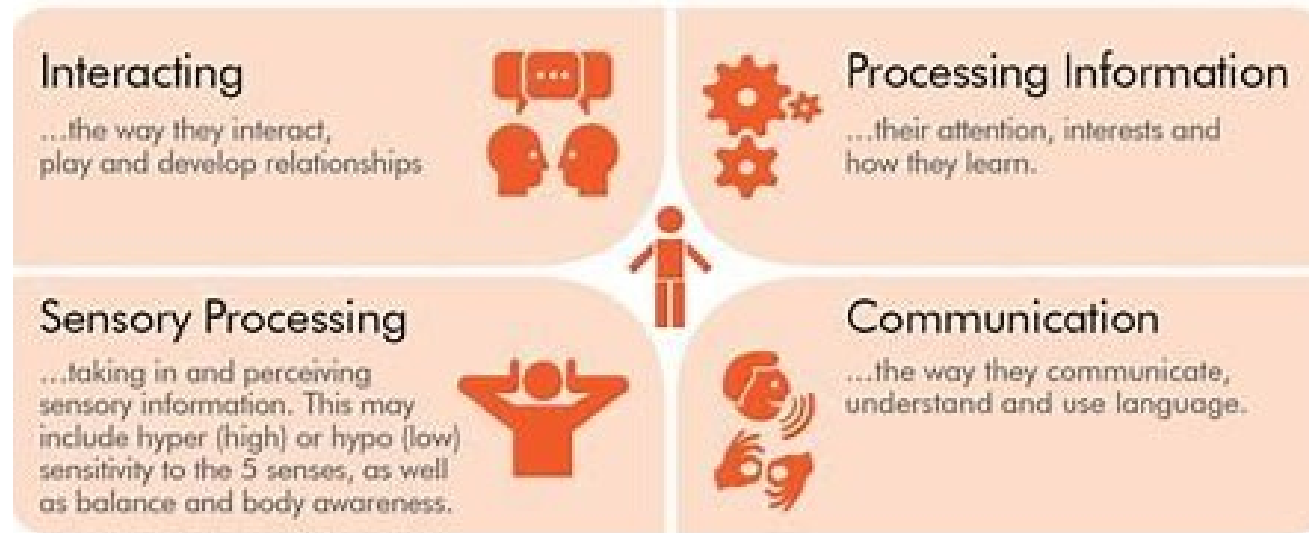 Interacting
...the way they interact,
play and develop relationships
Processing Information
...their attention, interests and
how they learn.
Sensory Processing
...taking in and perceiving
sensory information. This may
include hyper (high) or hypo (low)
sensitivity to the 5 senses, as well
as balance and body awareness.
Communication
...the way they communicate,
understand and use language.